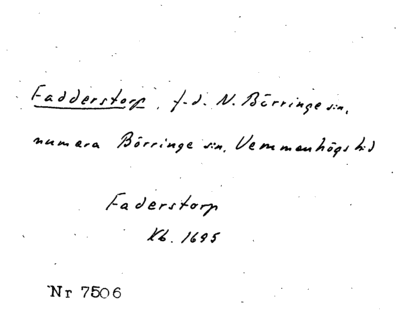 Fadderstorp, f.d. N. Börringe sn,
numera Börringe sn, Vemmenhögs hd
Faderstorp
Kb. 1695
Nr 7506